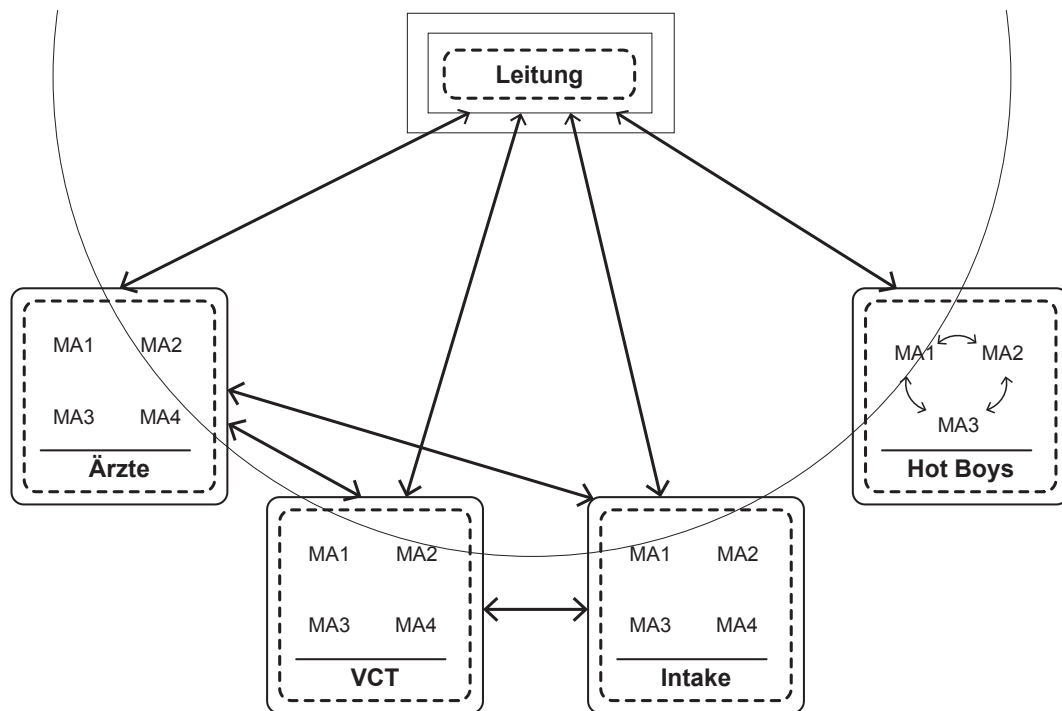 Leitung
MA1 MA2
MA3 MA4
Ärzte
MA1 MA2
MA3
Hot Boys
MA1 MA2
MA3 MA4
VCT
MA1 MA2
MA3 MA4
Intake